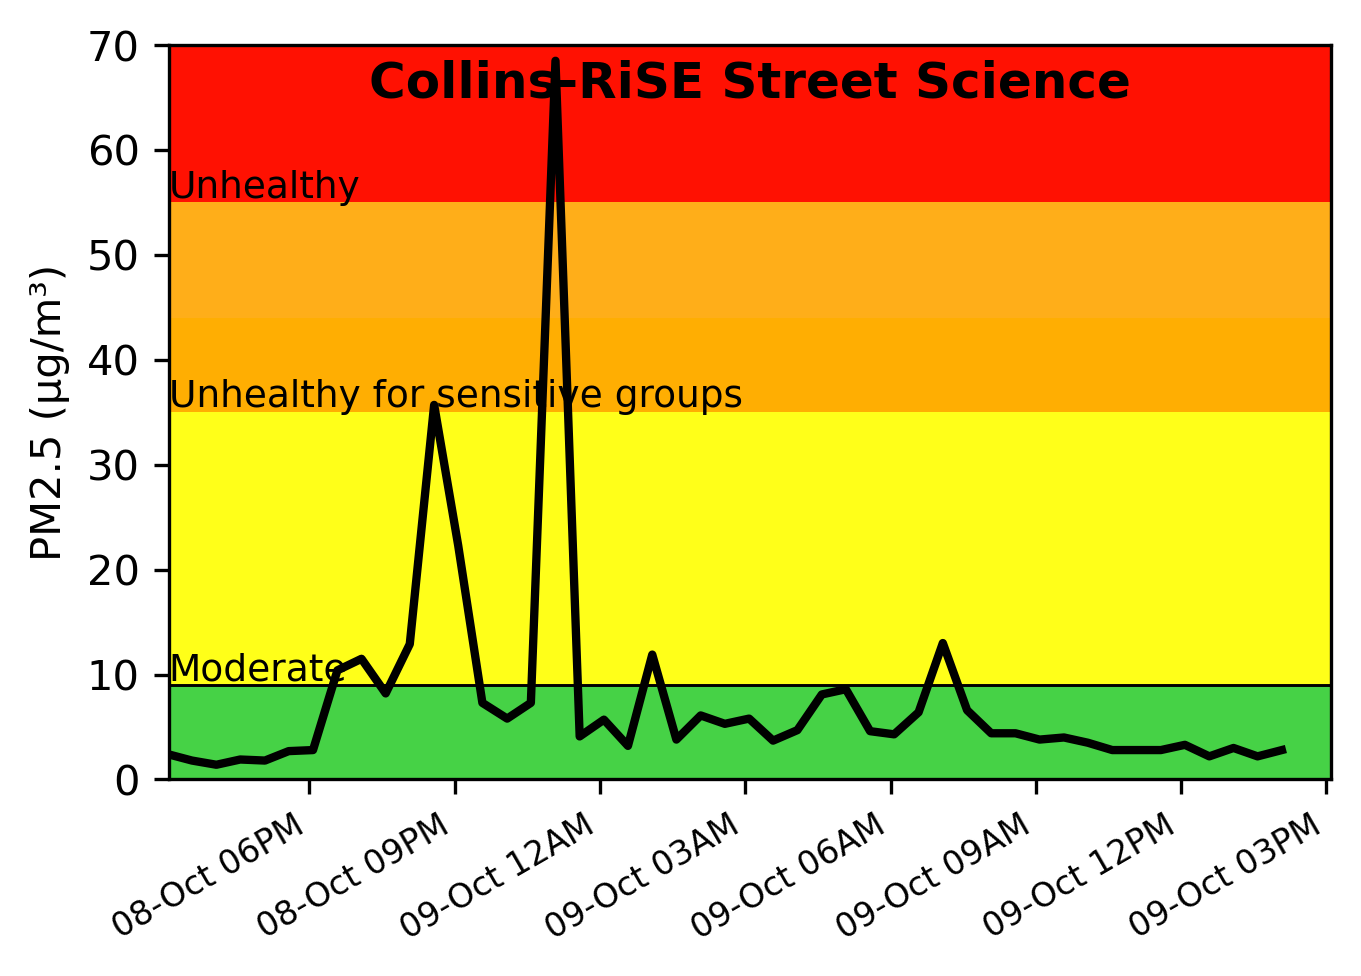 Collins-RiSE Street Science
70
60
50
40
30
20
10
0
PM2.5 (µg/m³)
Unhealthy
Unhealthy for sensitive groups
Moderate
08-Oct 06PM
08-Oct 09PM
09-Oct 12AM
09-Oct 03AM
09-Oct 06AM
09-Oct 09AM
09-Oct 12PM
09-Oct 03PM